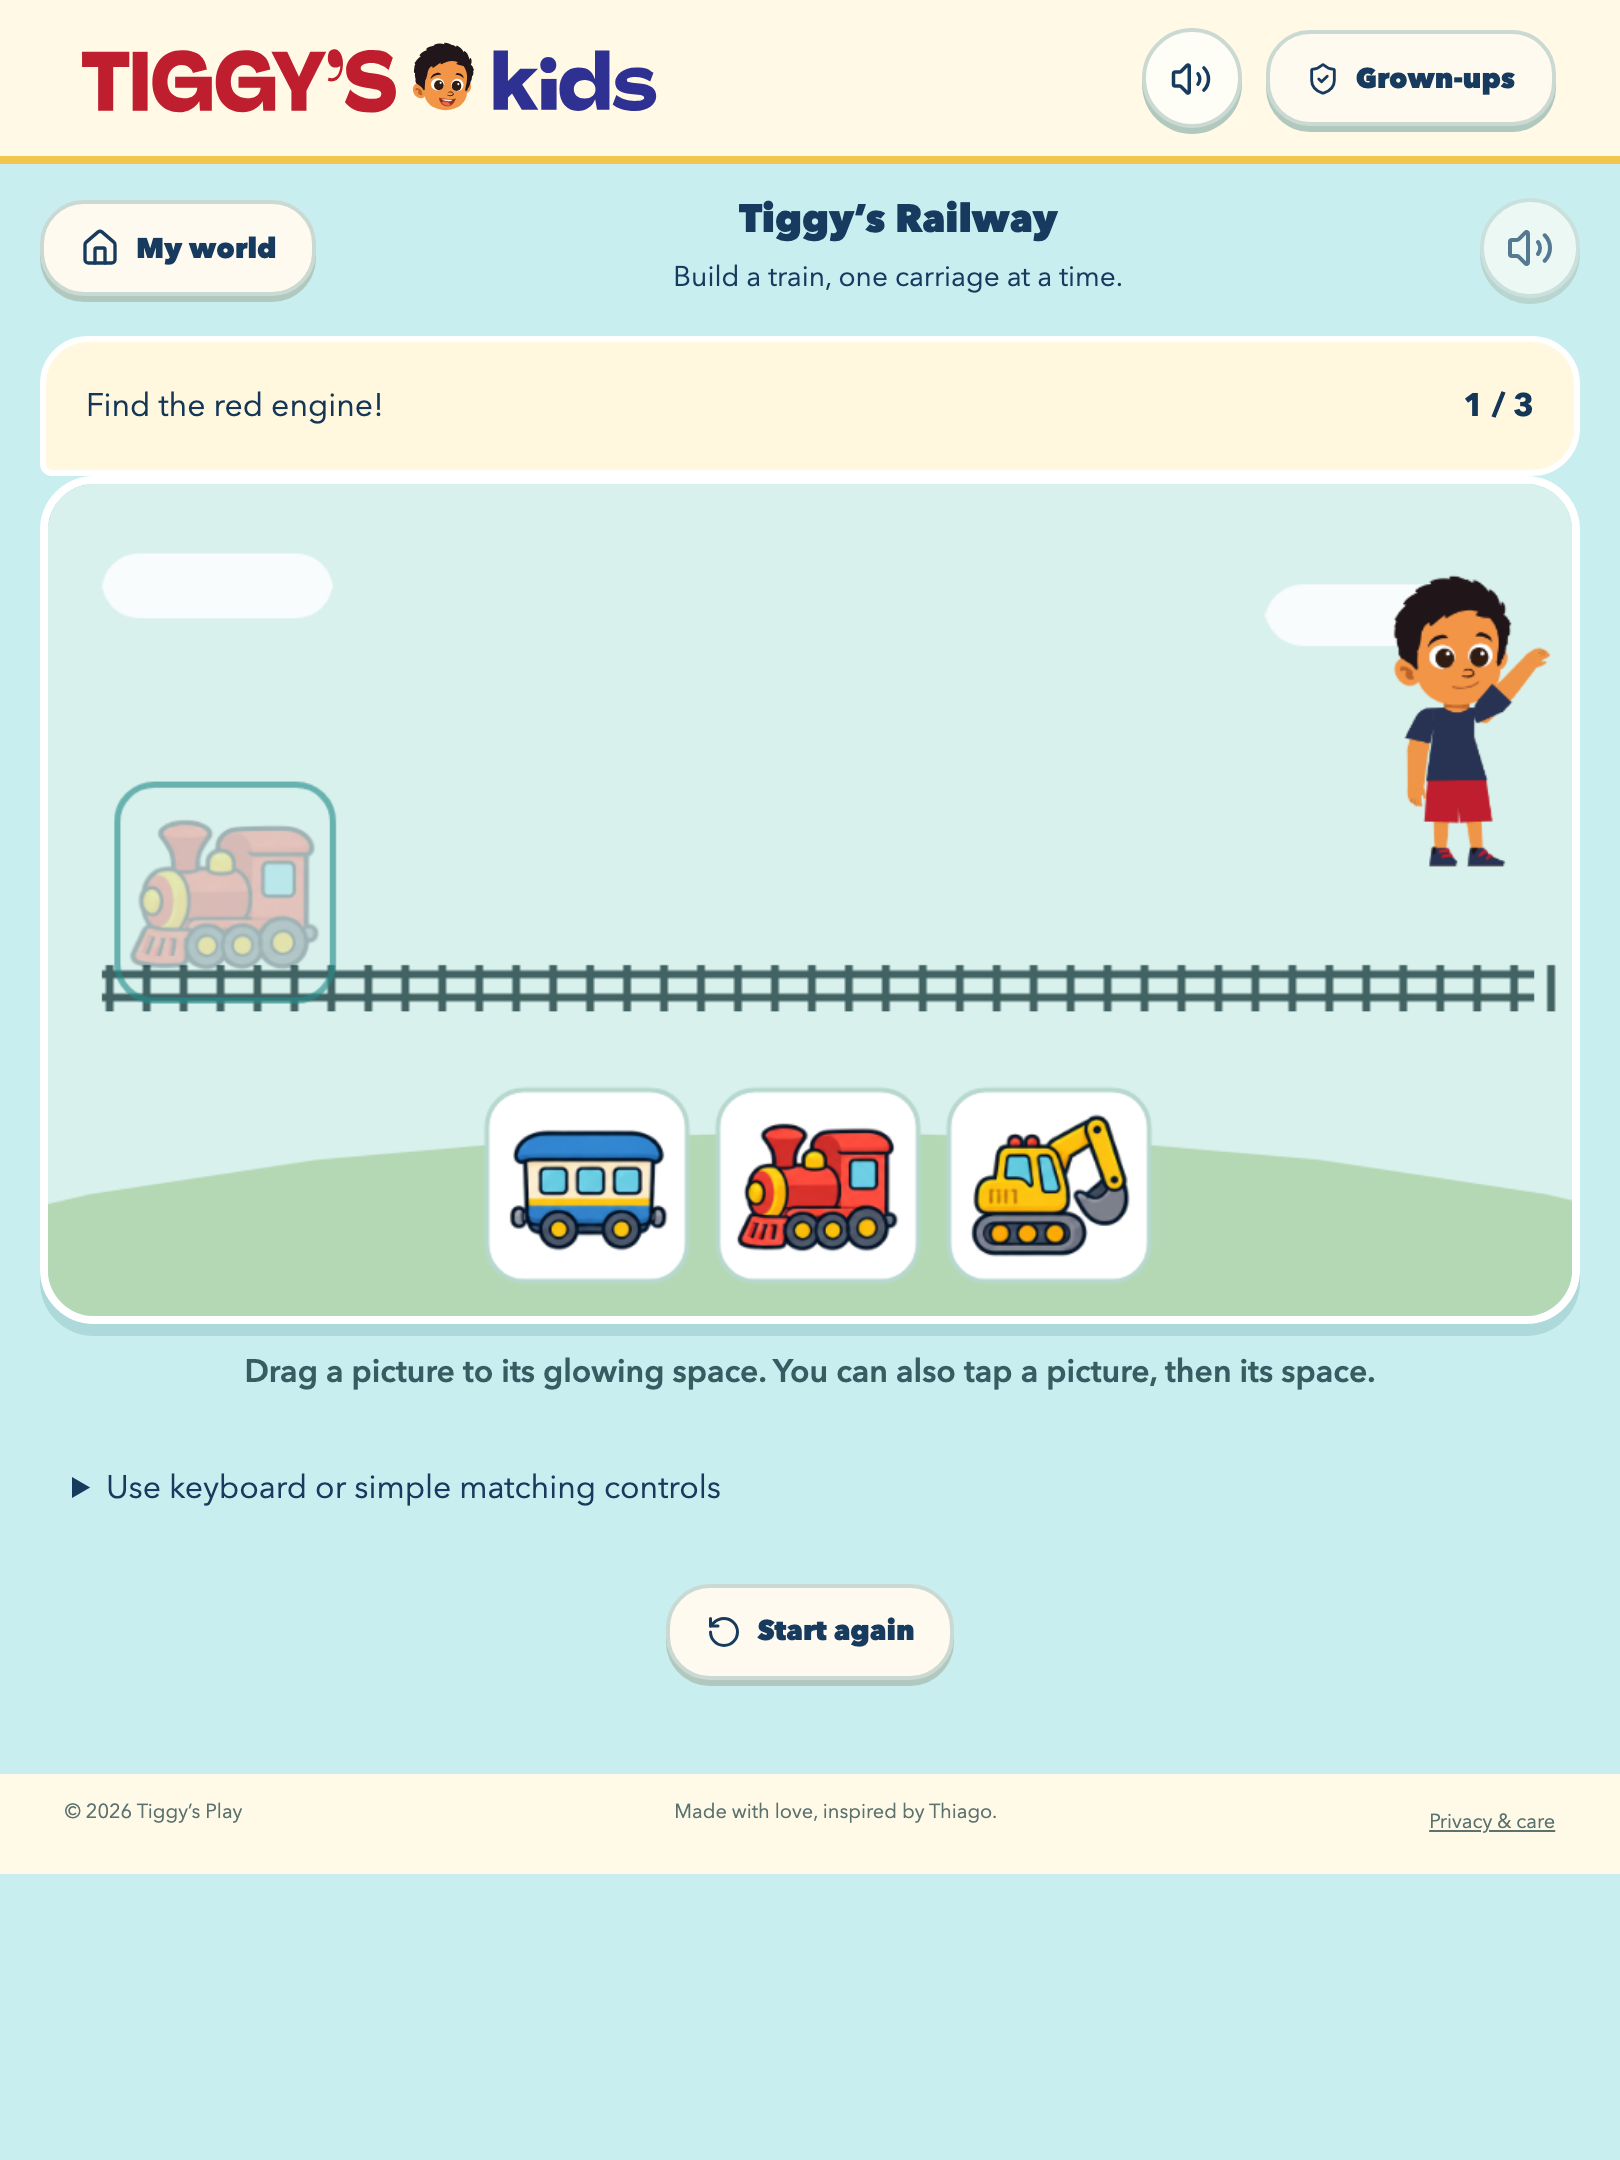 TIGGY’S kids
Grown-ups
My world
Tiggy’s Railway
Build a train, one carriage at a time.
Find the red engine!
1 / 3
Drag a picture to its glowing space. You can also tap a picture, then its space.
Use keyboard or simple matching controls
Start again
© 2026 Tiggy’s Play
Made with love, inspired by Thiago.
Privacy & care